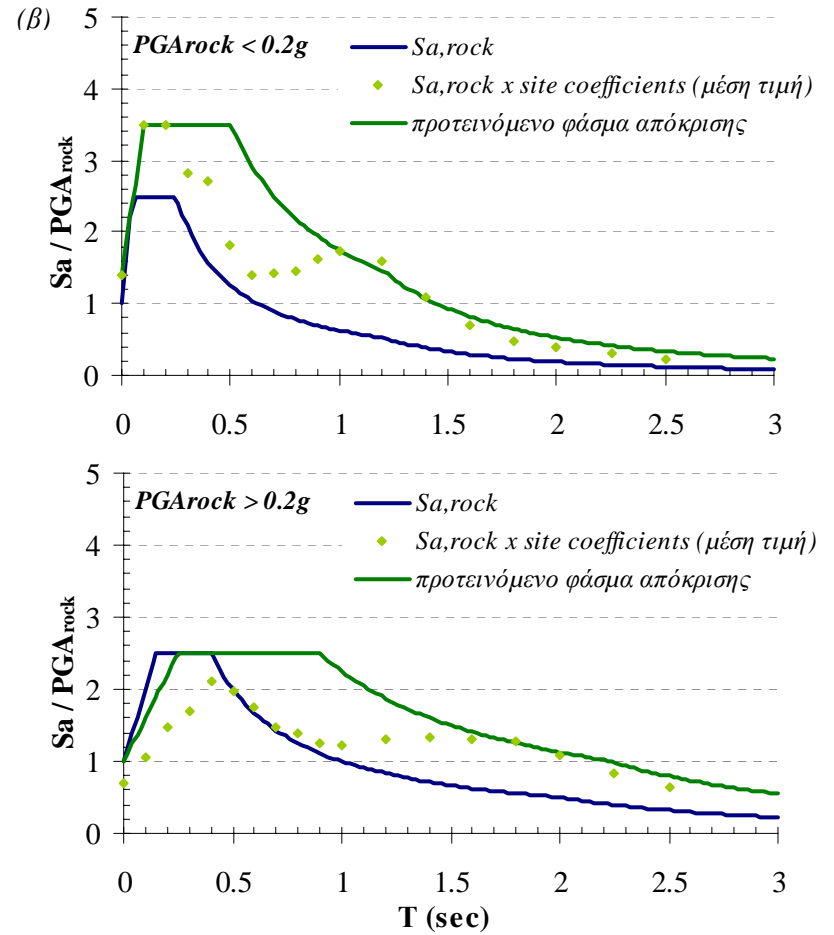 (β)
5
4
3
2
1
0
Sa / PGArock
PGArock < 0.2g
Sa,rock
Sa,rock x site coefficients (μέση τιμή)
προτεινόμενο φάσμα απόκρισης
0 0.5 1 1.5 2 2.5 3
5
4
3
2
1
0
Sa / PGArock
PGArock > 0.2g
Sa,rock
Sa,rock x site coefficients (μέση τιμή)
προτεινόμενο φάσμα απόκρισης
0 0.5 1 1.5 2 2.5 3
T (sec)